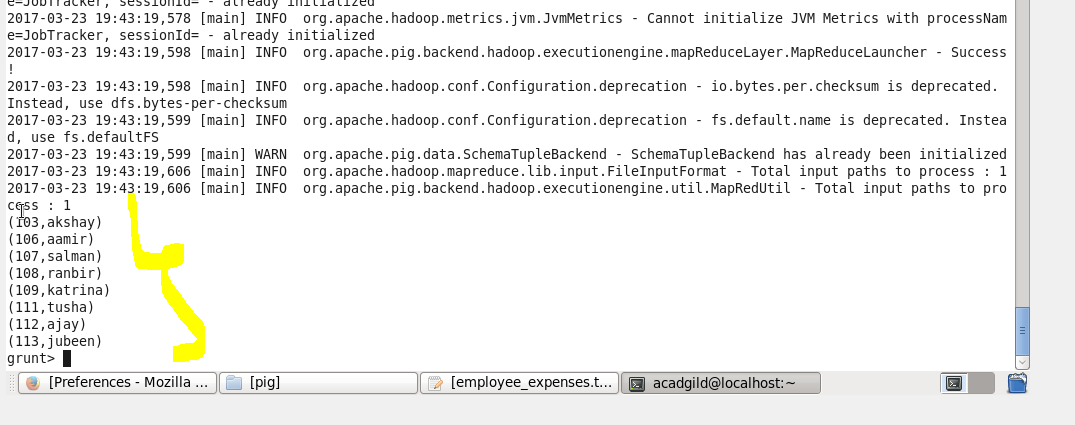 e=JobTracker, sessionId= - already initialized
2017-03-23 19:43:19,578 [main] INFO  org.apache.hadoop.metrics.jvm.JvmMetrics - Cannot initialize JVM Metrics with processNam
e=JobTracker, sessionId= - already initialized
2017-03-23 19:43:19,598 [main] INFO  org.apache.pig.backend.hadoop.executionengine.mapReduceLayer.MapReduceLauncher - Success
!
2017-03-23 19:43:19,598 [main] INFO  org.apache.hadoop.conf.Configuration.deprecation - io.bytes.per.checksum is deprecated.
Instead, use dfs.bytes-per-checksum
2017-03-23 19:43:19,599 [main] INFO  org.apache.hadoop.conf.Configuration.deprecation - fs.default.name is deprecated. Instea
d, use fs.defaultFS
2017-03-23 19:43:19,599 [main] WARN  org.apache.pig.data.SchemaTupleBackend - SchemaTupleBackend has already been initialized
2017-03-23 19:43:19,606 [main] INFO  org.apache.hadoop.mapreduce.lib.input.FileInputFormat - Total input paths to process : 1
2017-03-23 19:43:19,606 [main] INFO  org.apache.pig.backend.hadoop.executionengine.util.MapRedUtil - Total input paths to pro
cess : 1
(103,akshay)
(106,aamir)
(107,salman)
(108,ranbir)
(109,katrina)
(111,tusha)
(112,ajay)
(113,jubeen)
grunt>
[Preferences - Mozilla ... [pig] [employee_expenses.t... acadgild@localhost:~